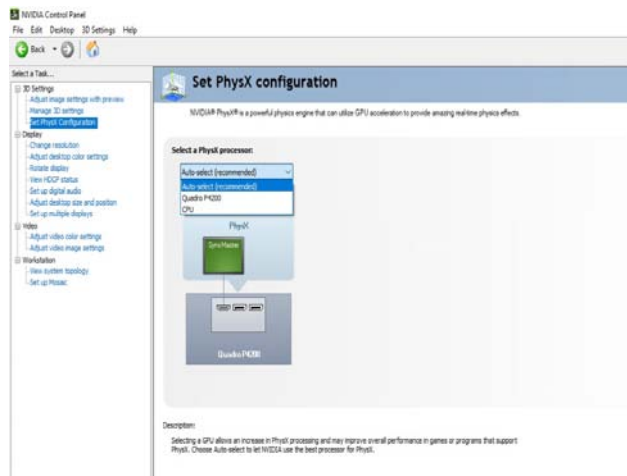 NVIDIA Control Panel
File Edit Desktop 3D Settings Help
Back
Select a Task...
3D Settings
Adjust image settings with preview
Manage 3D settings
Set PhysX Configuration
Display
Change resolution
Adjust desktop color settings
Rotate display
View HDCP status
Set up digital audio
Adjust desktop size and position
Set up multiple displays
Video
Adjust video color settings
Adjust video image settings
Workstation
View system topology
Set up Mosaic
Set PhysX configuration
NVIDIA® PhysX® is a powerful physics engine that can utilize GPU acceleration to provide amazing real-time physics effects.
Select a PhysX processor:
Auto-select (recommended)
Auto-select (recommended)
Quadro P4200
CPU
PhysX
SyncMaster
Quadro P4200
Description:
Selecting a GPU allows an increase in PhysX processing and may improve overall performance in games or programs that support
PhysX. Choose Auto-select to let NVIDIA use the best processor for PhysX.